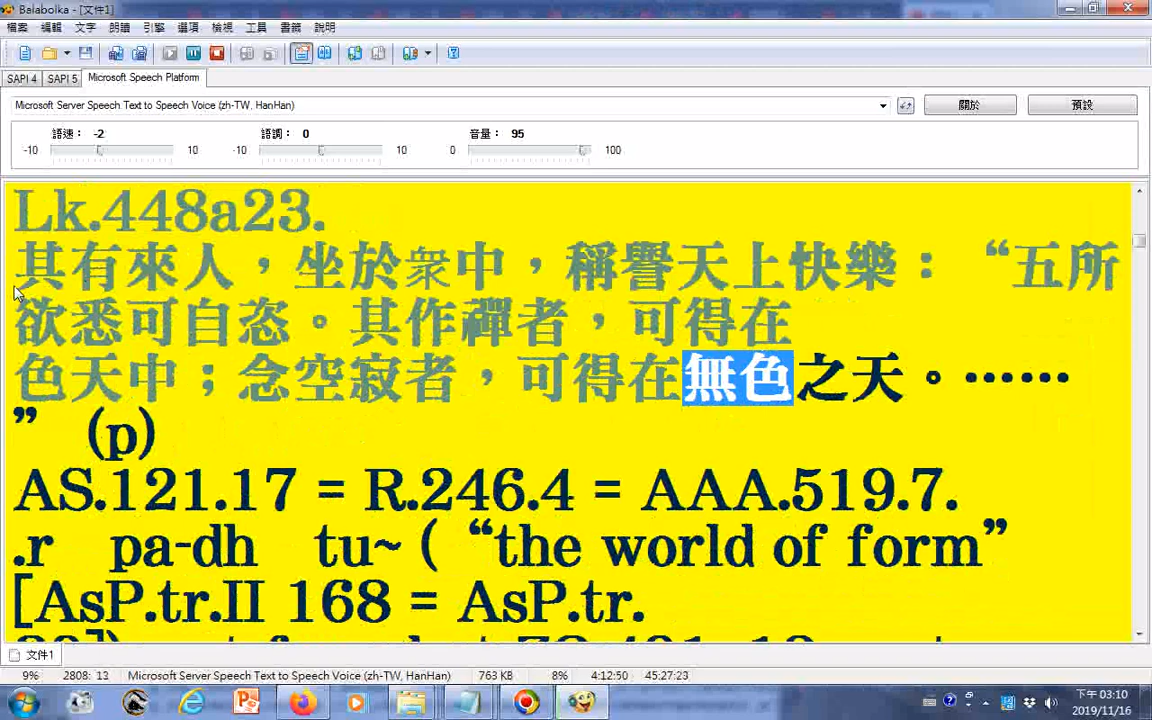 Balabolka - [文件1]
檔案 編輯 文字 朗讀 引擎 選項 檢視 工具 書籤 說明
SAPI 4 SAPI 5 Microsoft Speech Platform
Microsoft Server Speech Text to Speech Voice (zh-TW, HanHan) 關於 預設
語速： -2 語調： 0 音量： 95
-10 10 -10 10 0 100
Lk.448a23.
其有來人，坐於衆中，稱譽天上快樂：“五所
欲悉可自恣。其作禪者，可得在
色天中；念空寂者，可得在無色之天。……
” (p)
AS.121.17 = R.246.4 = AAA.519.7.
.r pa-dh tu~ ( “the world of form”
[AsP.tr.II 168 = AsP.tr.
文件1
9% 2808: 13 Microsoft Server Speech Text to Speech Voice (zh-TW, HanHan) 763 KB 8% 4:12:50 45:27:23
下午 03:10
2019/11/16